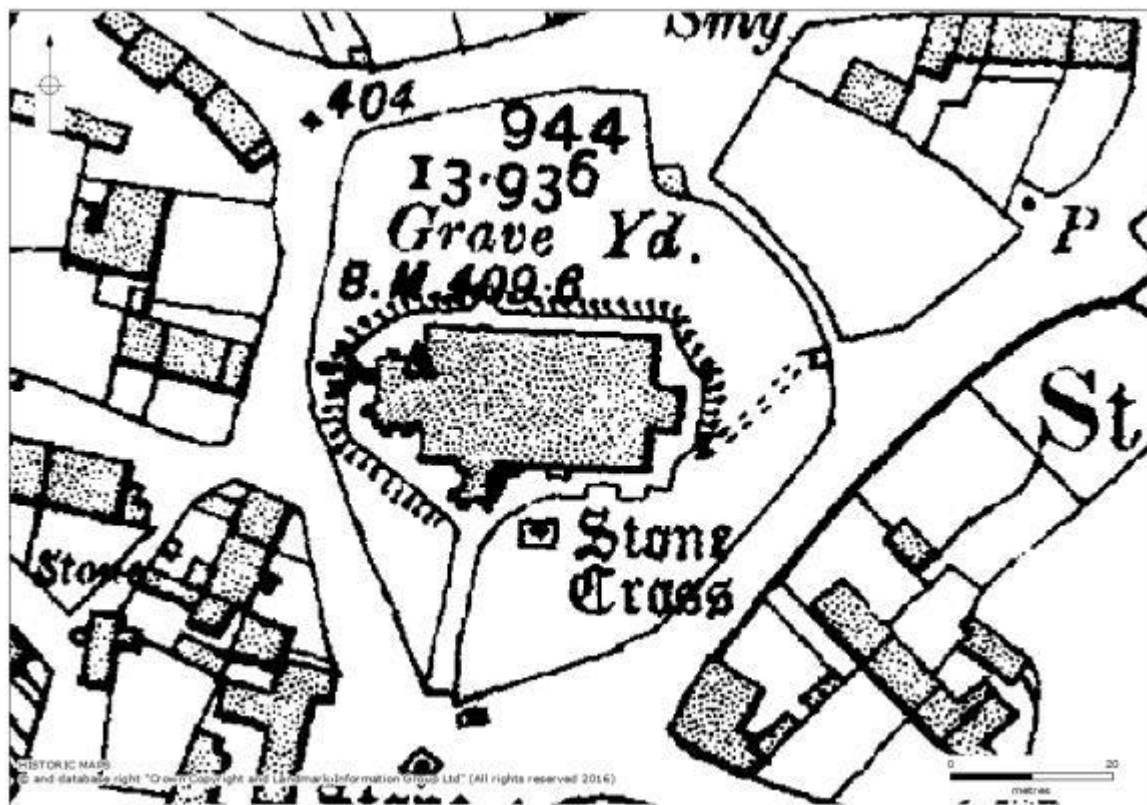 Smy.
404
944
13·936
Grave Yd.
B.M. 409·6
P
St
Stone
Cross
Stone
HISTORIC MAPS
© and database right "Crown Copyright and Landmark Information Group Ltd" (All rights reserved 2016)
0 20
metres